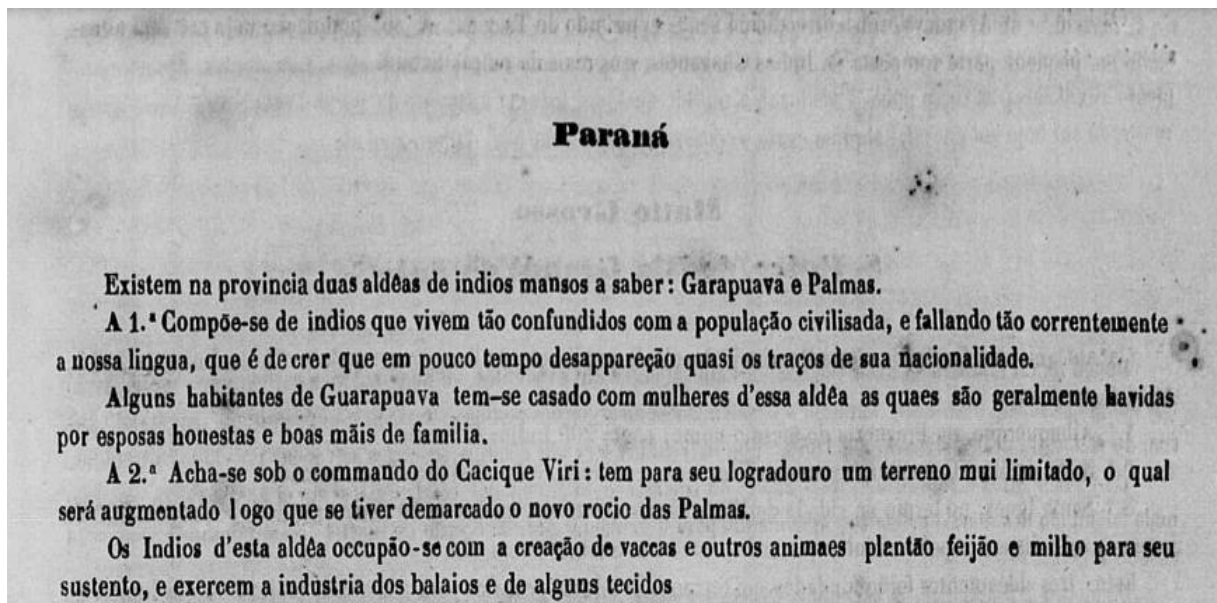 Paraná
Existem na provincia duas aldêas de indios mansos a saber: Garapuava e Palmas.
A 1.ª Compõe-se de indios que vivem tão confundidos com a população civilisada, e fallando tão correntemente
a nossa lingua, que é de crer que em pouco tempo desappareção quasi os traços de sua nacionalidade.
Alguns habitantes de Guarapuava tem-se casado com mulheres d'essa aldêa as quaes são geralmente havidas
por esposas honestas e boas mãis de familia.
A 2.ª Acha-se sob o commando do Cacique Viri: tem para seu logradouro um terreno mui limitado, o qual
será augmentado logo que se tiver demarcado o novo rocio das Palmas.
Os Indios d'esta aldêa occupão-se com a creação de vaccas e outros animaes plentão feijão e milho para seu
sustento, e exercem a indústria dos balaios e de alguns tecidos